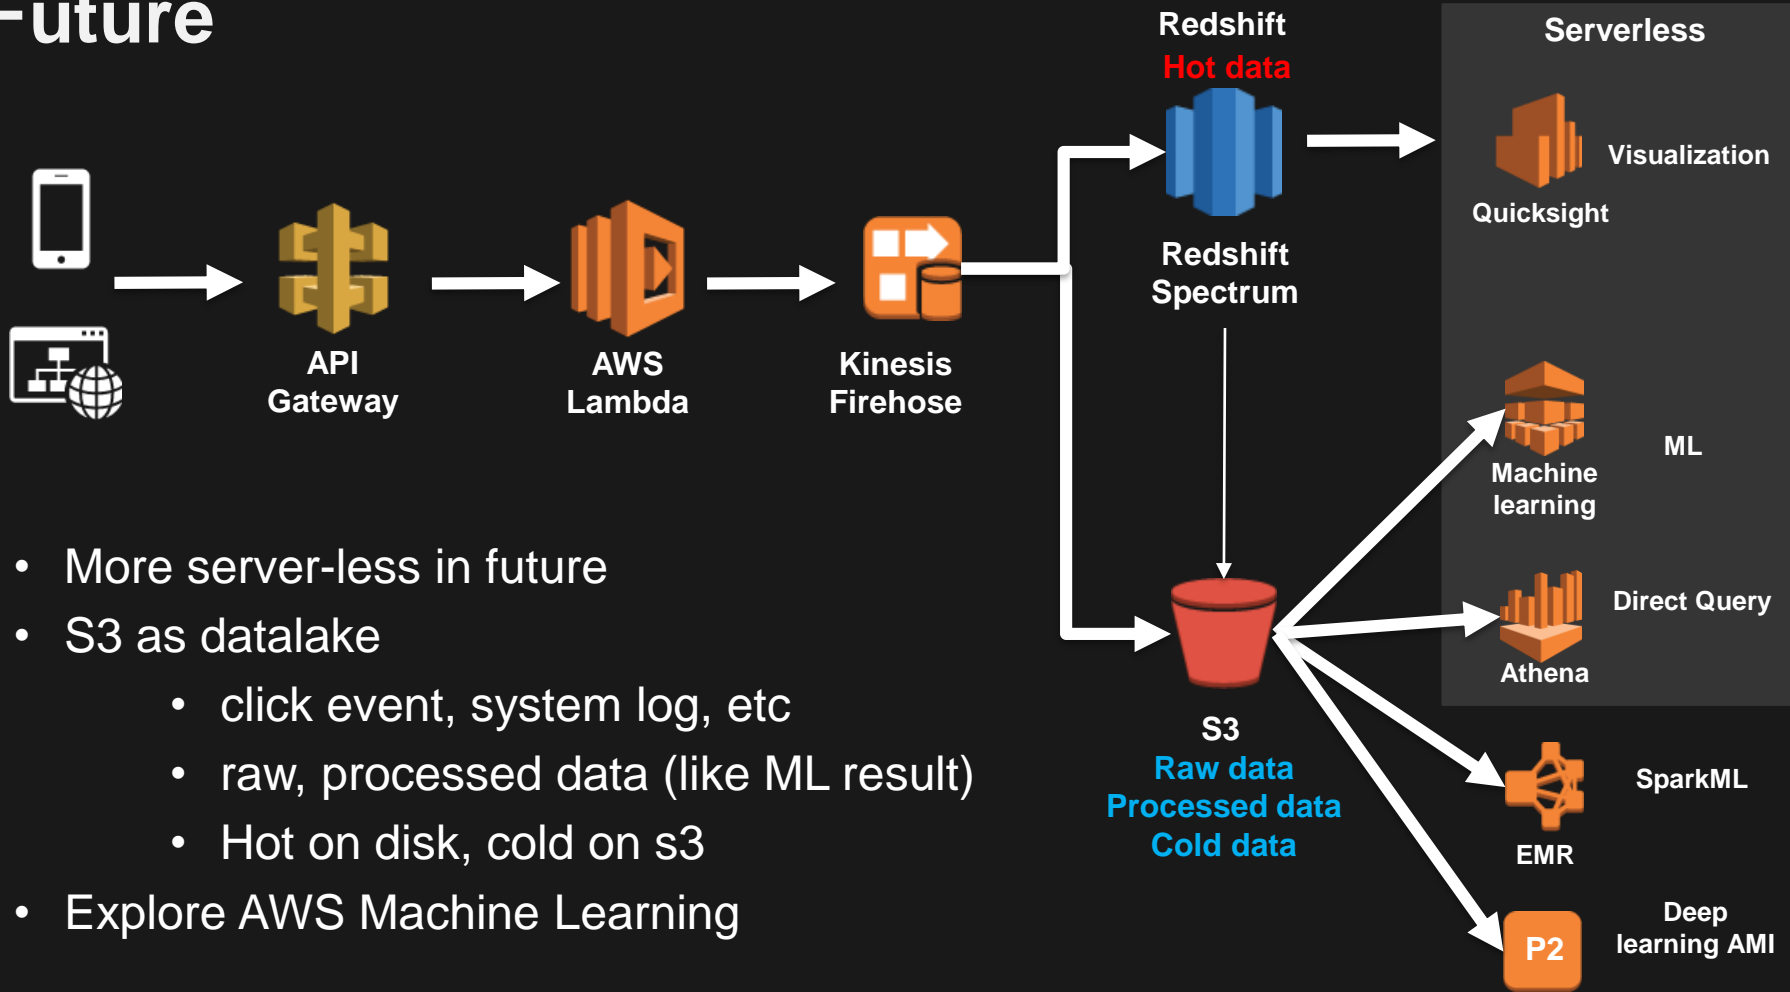 Future
Redshift
Hot data
Serverless
Visualization
Quicksight
Redshift
Spectrum
API
Gateway
AWS
Lambda
Kinesis
Firehose
ML
Machine
learning
Direct Query
Athena
• More server-less in future
• S3 as datalake
• click event, system log, etc
• raw, processed data (like ML result)
• Hot on disk, cold on s3
• Explore AWS Machine Learning
S3
Raw data
Processed data
Cold data
SparkML
EMR
Deep
learning AMI
P2